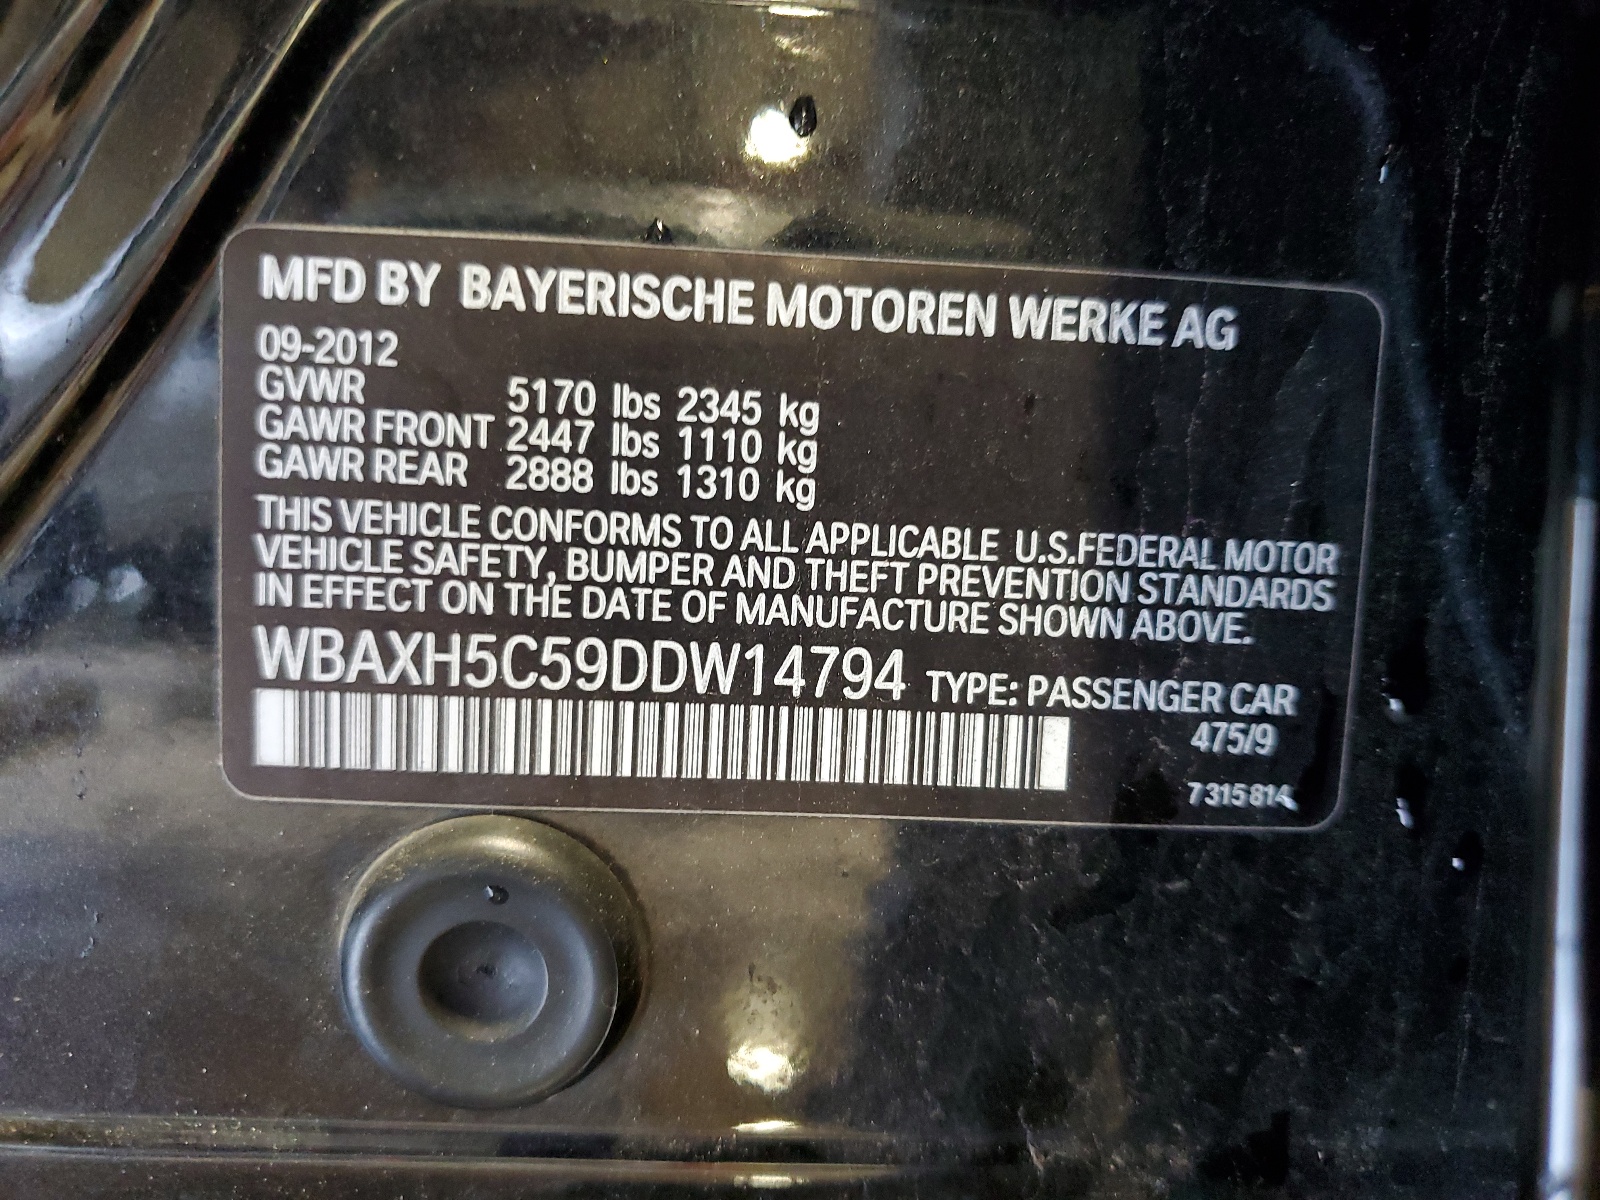 MFD BY BAYERISCHE MOTOREN WERKE AG
09-2012
GVWR 5170 lbs 2345 kg
GAWR FRONT 2447 lbs 1110 kg
GAWR REAR 2888 lbs 1310 kg
THIS VEHICLE CONFORMS TO ALL APPLICABLE U.S.FEDERAL MOTOR
VEHICLE SAFETY, BUMPER AND THEFT PREVENTION STANDARDS
IN EFFECT ON THE DATE OF MANUFACTURE SHOWN ABOVE.
WBAXH5C59DDW14794 TYPE: PASSENGER CAR
475/9
7315814